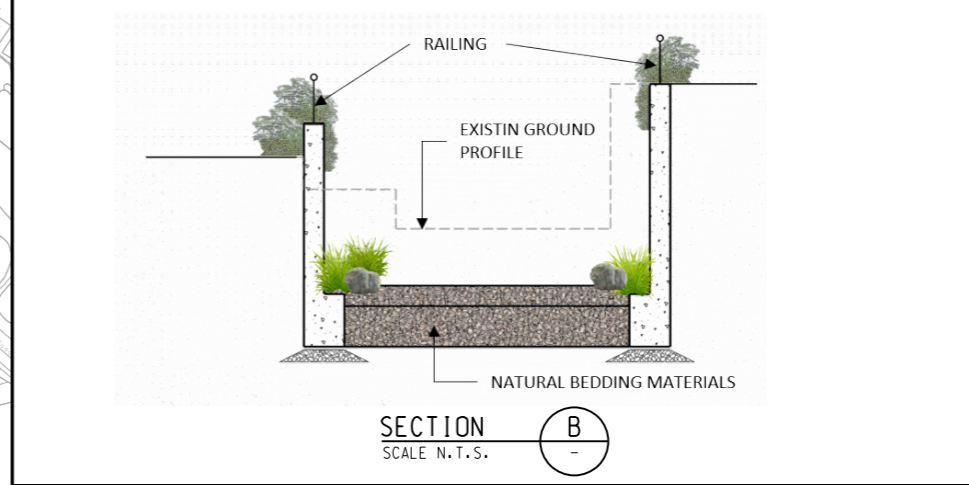 RAILING
EXISTIN GROUND
PROFILE
NATURAL BEDDING MATERIALS
SECTION
SCALE N.T.S.
B
-